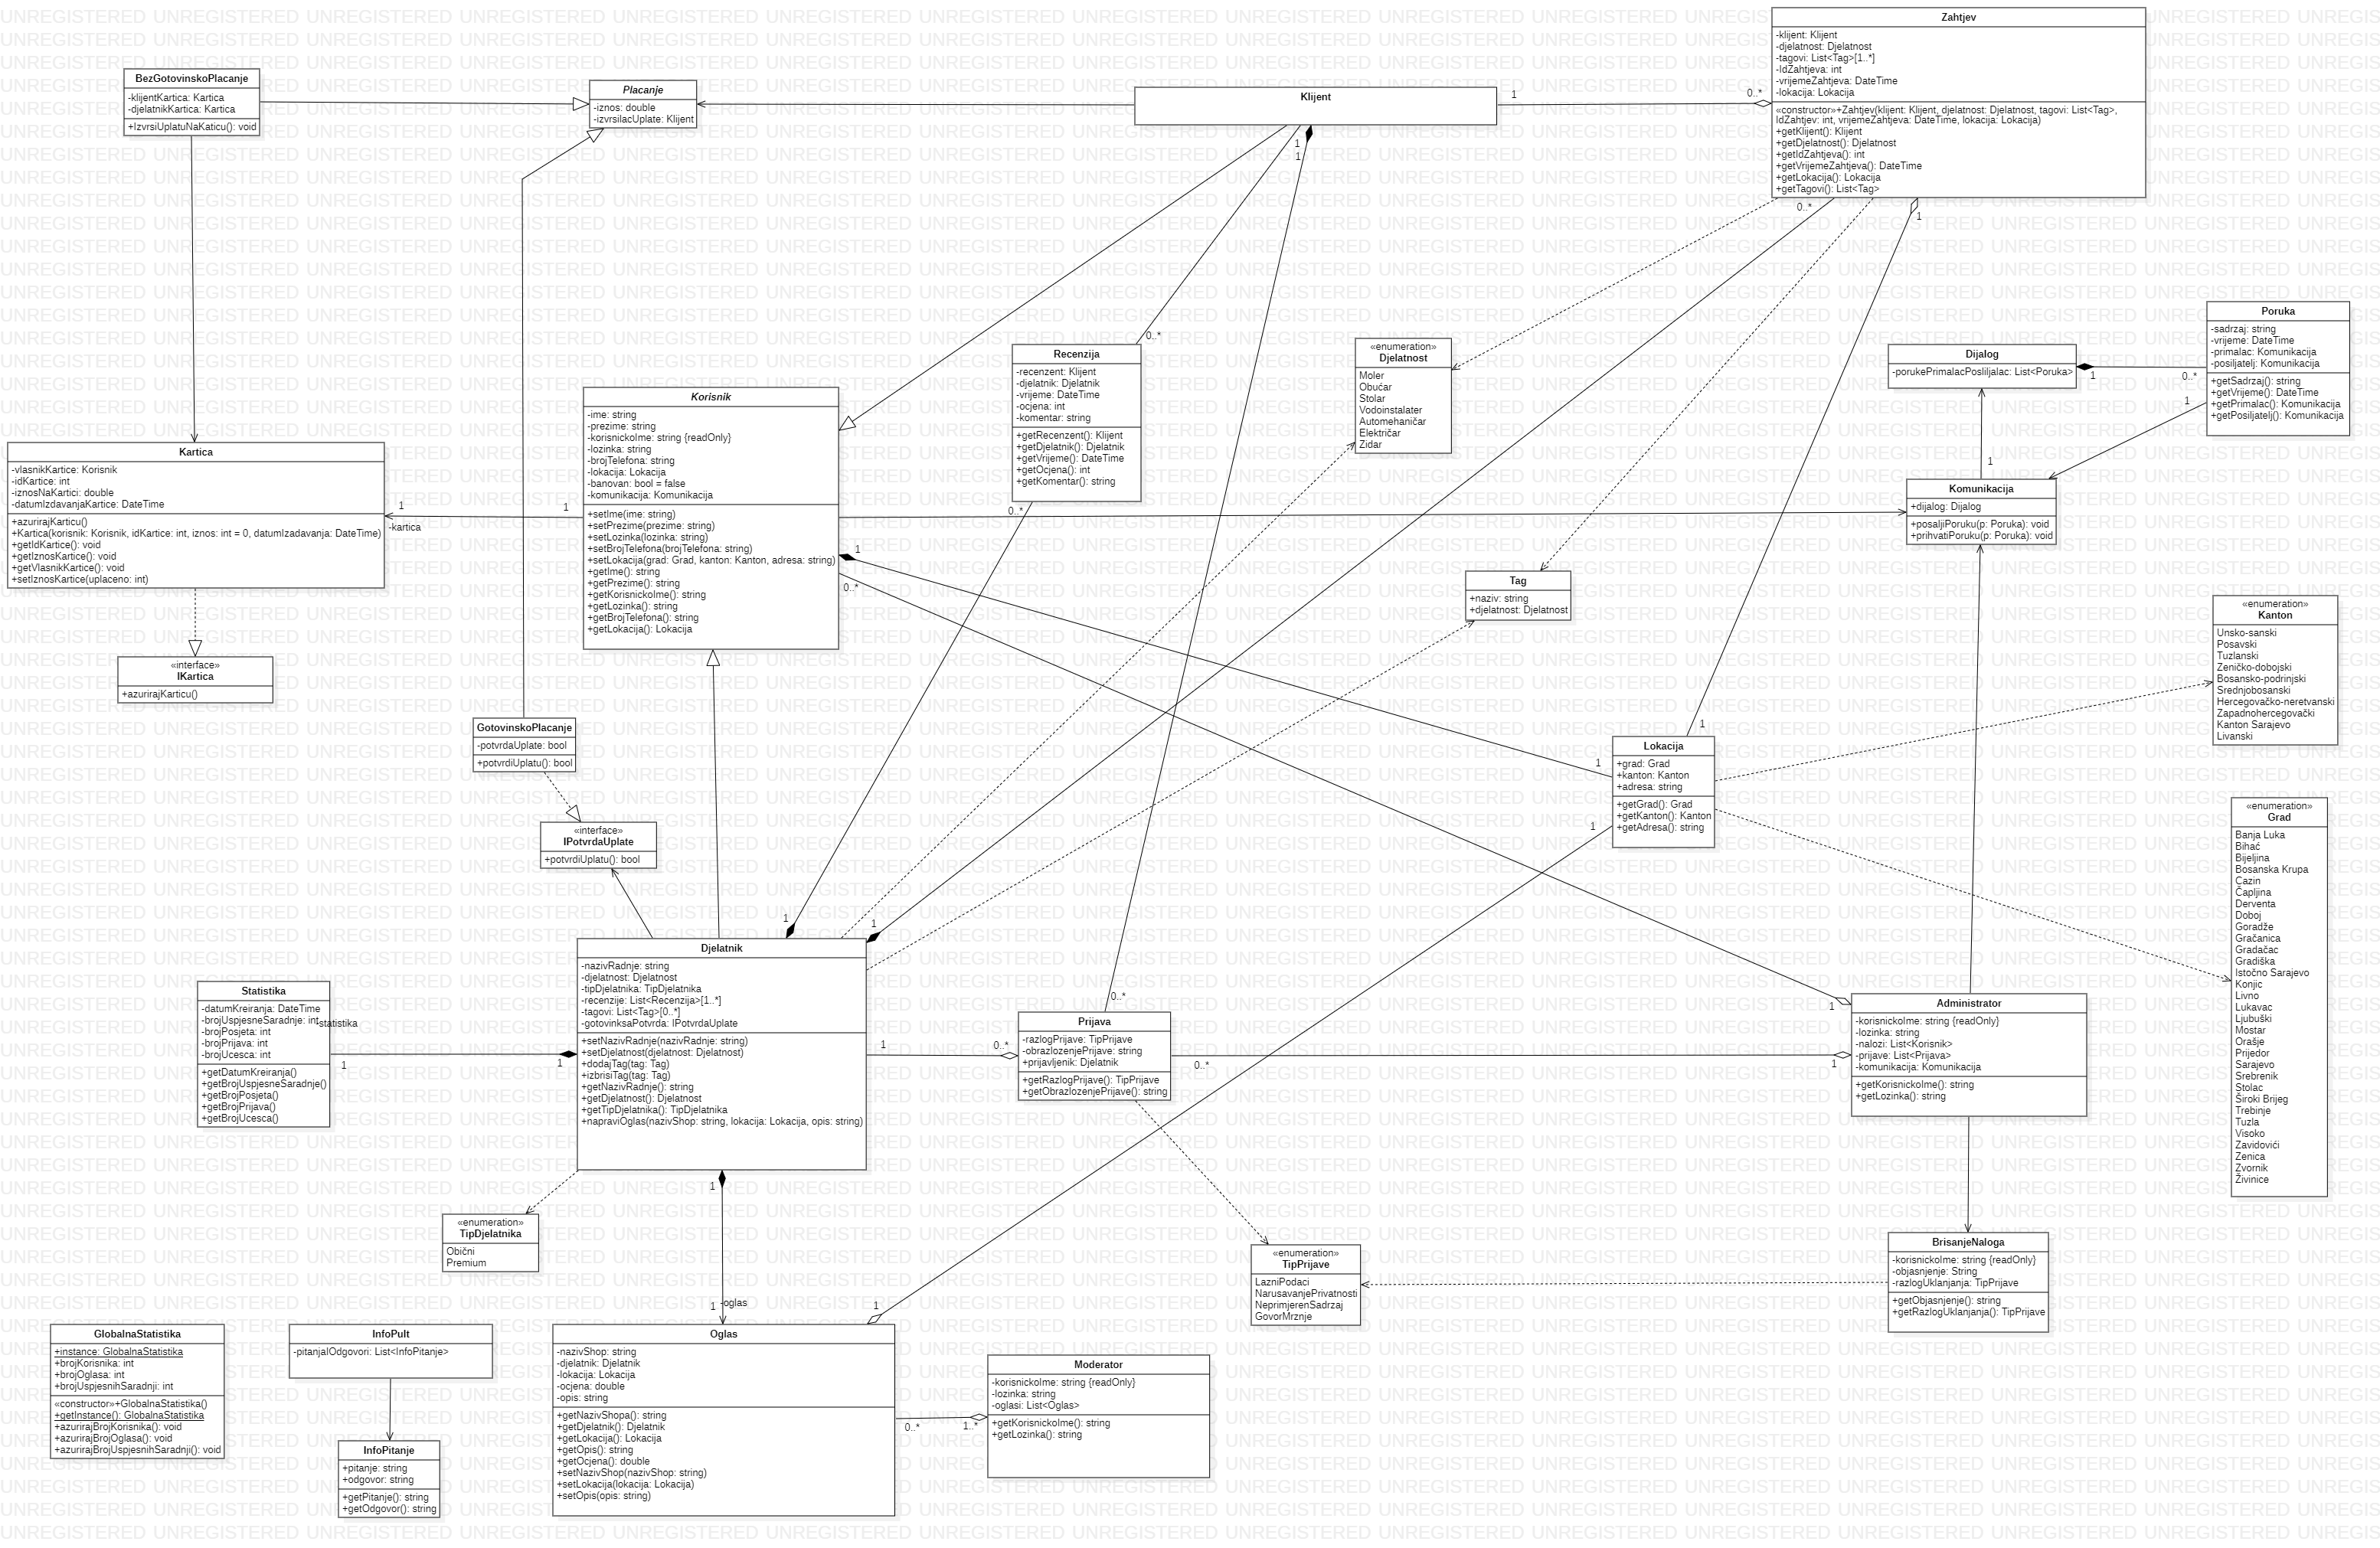 Zahtjev
-klijent: Klijent
-djelatnost: Djelatnost
-tagovi: List<Tag>[1..*]
-IdZahtjeva: int
-vrijemeZahtjeva: DateTime
-lokacija: Lokacija
«constructor»+Zahtjev(klijent: Klijent, djelatnost: Djelatnost, tagovi: List<Tag>,
IdZahtjev: int, vrijemeZahtjeva: DateTime, lokacija: Lokacija)
+getKlijent(): Klijent
+getDjelatnost(): Djelatnost
+getIdZahtjeva(): int
+getVrijemeZahtjeva(): DateTime
+getLokacija(): Lokacija
+getTagovi(): List<Tag>
BezGotovinskoPlacanje
-klijentKartica: Kartica
-djelatnikKartica: Kartica
+IzvrsiUplatuNaKaticu(): void
Placanje
-iznos: double
-izvrsilacUplate: Klijent
Klijent
1
0..*
1
1
0..*
1
Poruka
-sadrzaj: string
-vrijeme: DateTime
-primalac: Komunikacija
-posiljatelj: Komunikacija
+getSadrzaj(): string
+getVrijeme(): DateTime
+getPrimalac(): Komunikacija
+getPosiljatelj(): Komunikacija
Dijalog
-porukePrimalacPosliljalac: List<Poruka>
1
0..*
1
1
0..*
Recenzija
-recenzent: Klijent
-djelatnik: Djelatnik
-vrijeme: DateTime
-ocjena: int
-komentar: string
+getRecenzent(): Klijent
+getDjelatnik(): Djelatnik
+getVrijeme(): DateTime
+getOcjena(): int
+getKomentar(): string
0..*
«enumeration»
Djelatnost
Moler
Obućar
Stolar
Vodoinstalater
Automehaničar
Električar
Zidar
Korisnik
-ime: string
-prezime: string
-korisnickoIme: string {readOnly}
-lozinka: string
-brojTelefona: string
-lokacija: Lokacija
-banovan: bool = false
-komunikacija: Komunikacija
+setIme(ime: string)
+setPrezime(prezime: string)
+setLozinka(lozinka: string)
+setBrojTelefona(brojTelefona: string)
+setLokacija(grad: Grad, kanton: Kanton, adresa: string)
+getIme(): string
+getPrezime(): string
+getKorisnickoIme(): string
+getLozinka(): string
+getBrojTelefona(): string
+getLokacija(): Lokacija
1
0..*
Kartica
-vlasnikKartice: Korisnik
-idKartice: int
-iznosNaKartici: double
-datumIzdavanjaKartice: DateTime
+azurirajKarticu()
+Kartica(korisnik: Korisnik, idKartice: int, iznos: int = 0, datumIzadavanja: DateTime)
+getIdKartice(): void
+getIznosKartice(): void
+getVlasnikKartice(): void
+setIznosKartice(uplaceno: int)
1
-kartica
1
Komunikacija
+dijalog: Dijalog
+posaljiPoruku(p: Poruka): void
+prihvatiPoruku(p: Poruka): void
Tag
+naziv: string
+djelatnost: Djelatnost
«enumeration»
Kanton
Unsko-sanski
Posavski
Tuzlanski
Zeničko-dobojski
Bosansko-podrinjski
Srednjobosanski
Hercegovačko-neretvanski
Zapadnohercegovački
Kanton Sarajevo
Livanski
«interface»
IKartica
+azurirajKarticu()
GotovinskoPlacanje
-potvrdaUplate: bool
+potvrdiUplatu(): bool
«interface»
IPotvrdaUplate
+potvrdiUplatu(): bool
1
1
1
Lokacija
+grad: Grad
+kanton: Kanton
+adresa: string
+getGrad(): Grad
+getKanton(): Kanton
+getAdresa(): string
«enumeration»
Grad
Banja Luka
Bihać
Bijeljina
Bosanska Krupa
Cazin
Čapljina
Derventa
Doboj
Goradže
Gračanica
Gradačac
Gradiška
Istočno Sarajevo
Konjic
Livno
Lukavac
Ljubuški
Mostar
Orašje
Prijedor
Sarajevo
Srebrenik
Stolac
Široki Brijeg
Trebinje
Tuzla
Visoko
Zavidovići
Zenica
Zvornik
Živinice
1
1
Djelatnik
-nazivRadnje: string
-djelatnost: Djelatnost
-tipDjelatnika: TipDjelatnika
-recenzije: List<Recenzija>[1..*]
-tagovi: List<Tag>[0..*]
-gotovinksaPotvrda: IPotvrdaUplate
+setNazivRadnje(nazivRadnje: string)
+setDjelatnost(djelatnost: Djelatnost)
+dodajTag(tag: Tag)
+izbrisiTag(tag: Tag)
+getNazivRadnje(): string
+getDjelatnost(): Djelatnost
+getTipDjelatnika(): TipDjelatnika
+napraviOglas(nazivShop: string, lokacija: Lokacija, opis: string)
Statistika
-datumKreiranja: DateTime
-brojUspjesneSaradnje: int
-brojPosjeta: int
-brojPrijava: int
-brojUcesca: int
+getDatumKreiranja()
+getBrojUspjesneSaradnje()
+getBrojPosjeta()
+getBrojPrijava()
+getBrojUcesca()
-statistika
1
1
1
0..*
0..*
Prijava
-razlogPrijave: TipPrijave
-obrazlozenjePrijave: string
+prijavljenik: Djelatnik
+getRazlogPrijave(): TipPrijave
+getObrazlozenjePrijave(): string
0..*
1
1
Administrator
-korisnickoIme: string {readOnly}
-lozinka: string
-nalozi: List<Korisnik>
-prijave: List<Prijava>
-komunikacija: Komunikacija
+getKorisnickoIme(): string
+getLozinka(): string
«enumeration»
TipDjelatnika
Obični
Premium
1
1
-oglas
1
«enumeration»
TipPrijave
LazniPodaci
NarusavanjePrivatnosti
NeprimjerenSadrzaj
GovorMrznje
BrisanjeNaloga
-korisnickoIme: string {readOnly}
-objasnjenje: String
-razlogUklanjanja: TipPrijave
+getObjasnjenje(): string
+getRazlogUklanjanja(): TipPrijave
GlobalnaStatistika
+instance: GlobalnaStatistika
+brojKorisnika: int
+brojOglasa: int
+brojUspjesnihSaradnji: int
«constructor»+GlobalnaStatistika()
+getInstance(): GlobalnaStatistika
+azurirajBrojKorisnika(): void
+azurirajBrojOglasa(): void
+azurirajBrojUspjesnihSaradnji(): void
InfoPult
-pitanjaIOdgovori: List<InfoPitanje>
InfoPitanje
+pitanje: string
+odgovor: string
+getPitanje(): string
+getOdgovor(): string
Oglas
-nazivShop: string
-djelatnik: Djelatnik
-lokacija: Lokacija
-ocjena: double
-opis: string
+getNazivShopa(): string
+getDjelatnik(): Djelatnik
+getLokacija(): Lokacija
+getOpis(): string
+getOcjena(): double
+setNazivShop(nazivShop: string)
+setLokacija(lokacija: Lokacija)
+setOpis(opis: string)
0..*
1..*
Moderator
-korisnickoIme: string {readOnly}
-lozinka: string
-oglasi: List<Oglas>
+getKorisnickoIme(): string
+getLozinka(): string